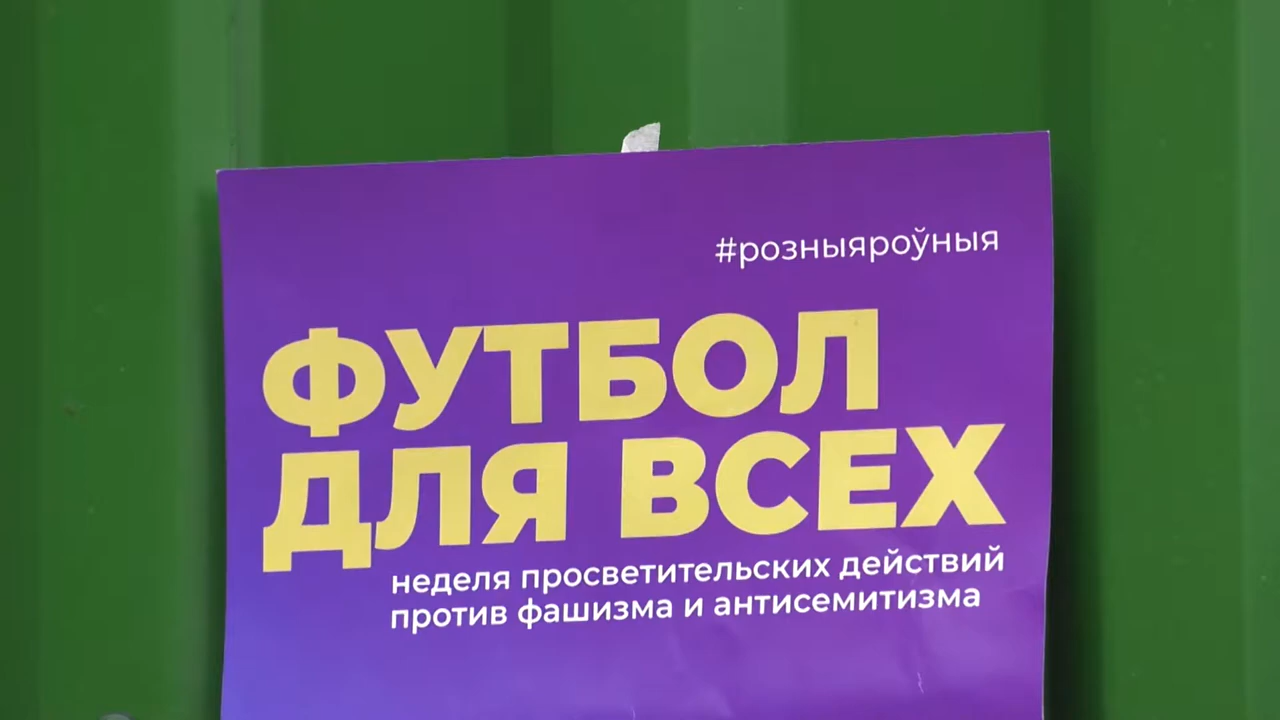 #розныяроўныя
ФУТБОЛ
ДЛЯ ВСЕХ
неделя просветительских действий
против фашизма и антисемитизма